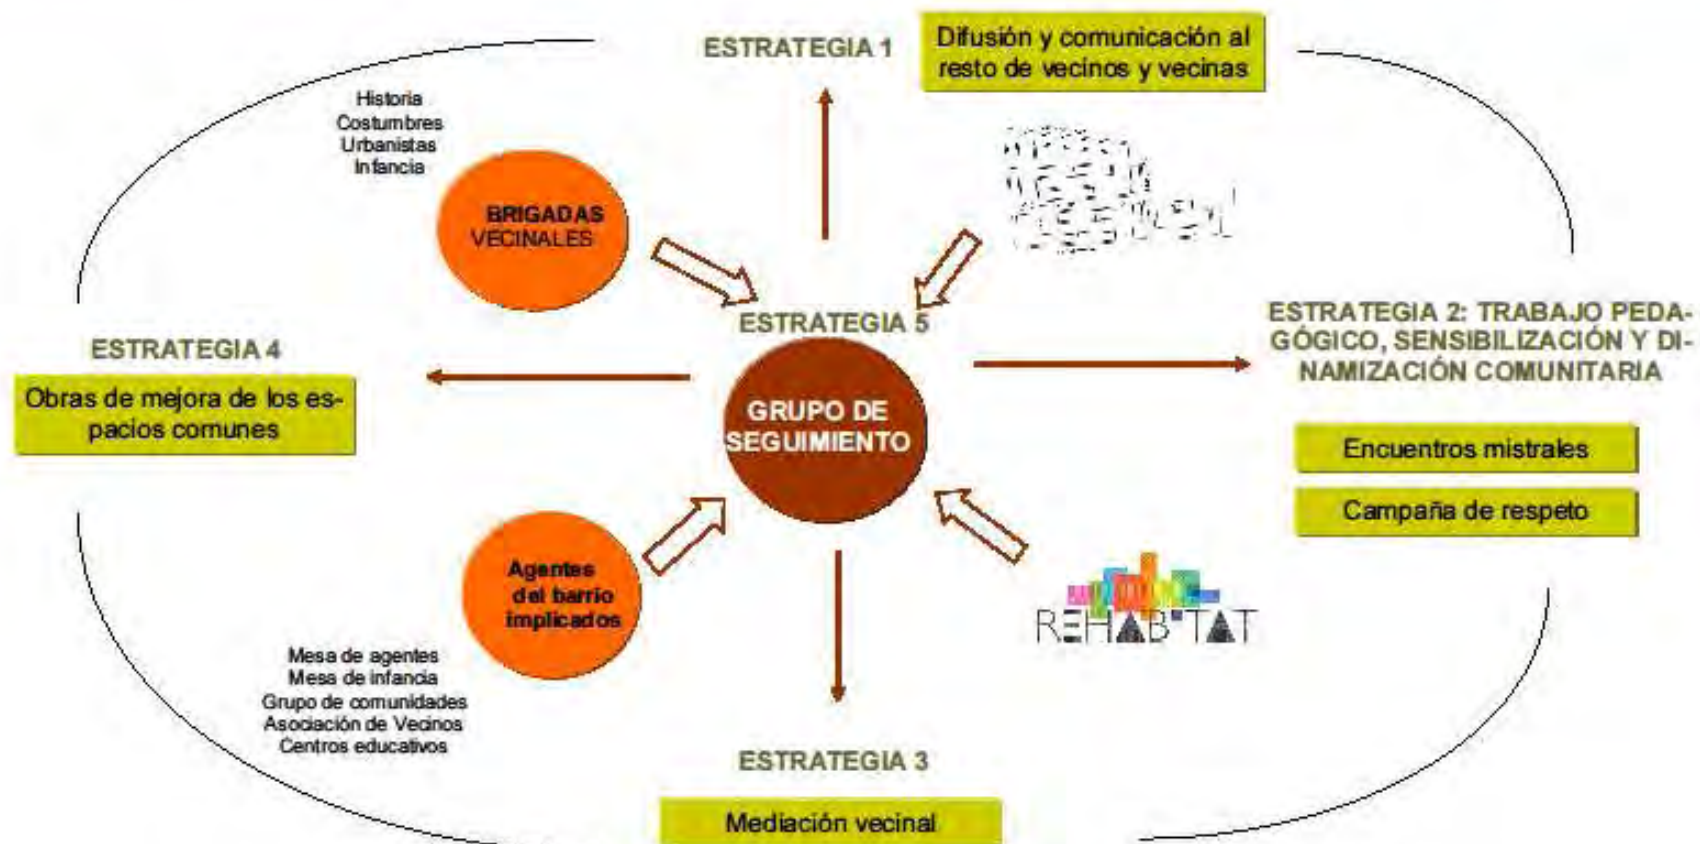 ESTRATEGIA 1
Difusión y comunicación al
resto de vecinos y vecinas
Historia
Costumbres
Urbanistas
Infancia
BRIGADAS
VECINALES
ESTRATEGIA 5
GRUPO DE
SEGUIMIENTO
ESTRATEGIA 2: TRABAJO PEDA-
GÓGICO, SENSIBILIZACIÓN Y DI-
NAMIZACIÓN COMUNITARIA
Encuentros mistrales
Campaña de respeto
ESTRATEGIA 4
Obras de mejora de los es-
pacios comunes
Agentes
del barrio
implicados
Mesa de agentes
Mesa de infancia
Grupo de comunidades
Asociación de Vecinos
Centros educativos
REHAB*TAT
ESTRATEGIA 3
Mediación vecinal